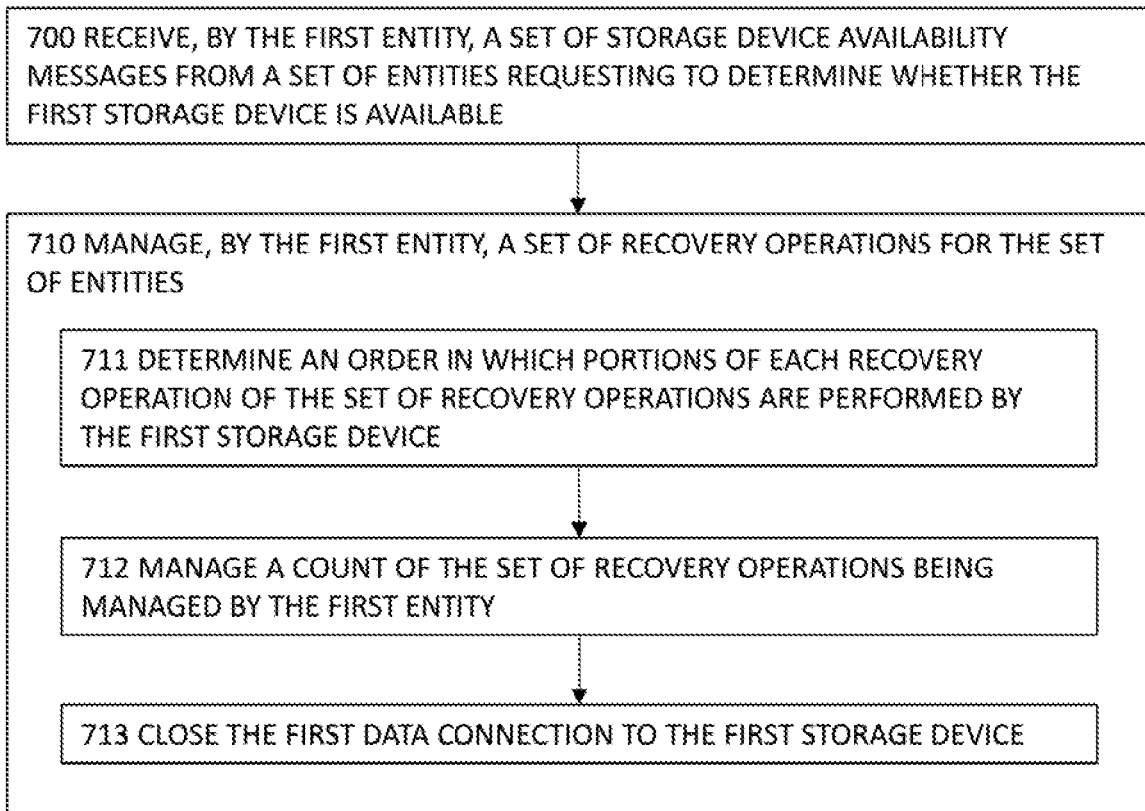 700 RECEIVE, BY THE FIRST ENTITY, A SET OF STORAGE DEVICE AVAILABILITY
MESSAGES FROM A SET OF ENTITIES REQUESTING TO DETERMINE WHETHER THE
FIRST STORAGE DEVICE IS AVAILABLE
710 MANAGE, BY THE FIRST ENTITY, A SET OF RECOVERY OPERATIONS FOR THE SET
OF ENTITIES
711 DETERMINE AN ORDER IN WHICH PORTIONS OF EACH RECOVERY
OPERATION OF THE SET OF RECOVERY OPERATIONS ARE PERFORMED BY
THE FIRST STORAGE DEVICE
712 MANAGE A COUNT OF THE SET OF RECOVERY OPERATIONS BEING
MANAGED BY THE FIRST ENTITY
713 CLOSE THE FIRST DATA CONNECTION TO THE FIRST STORAGE DEVICE